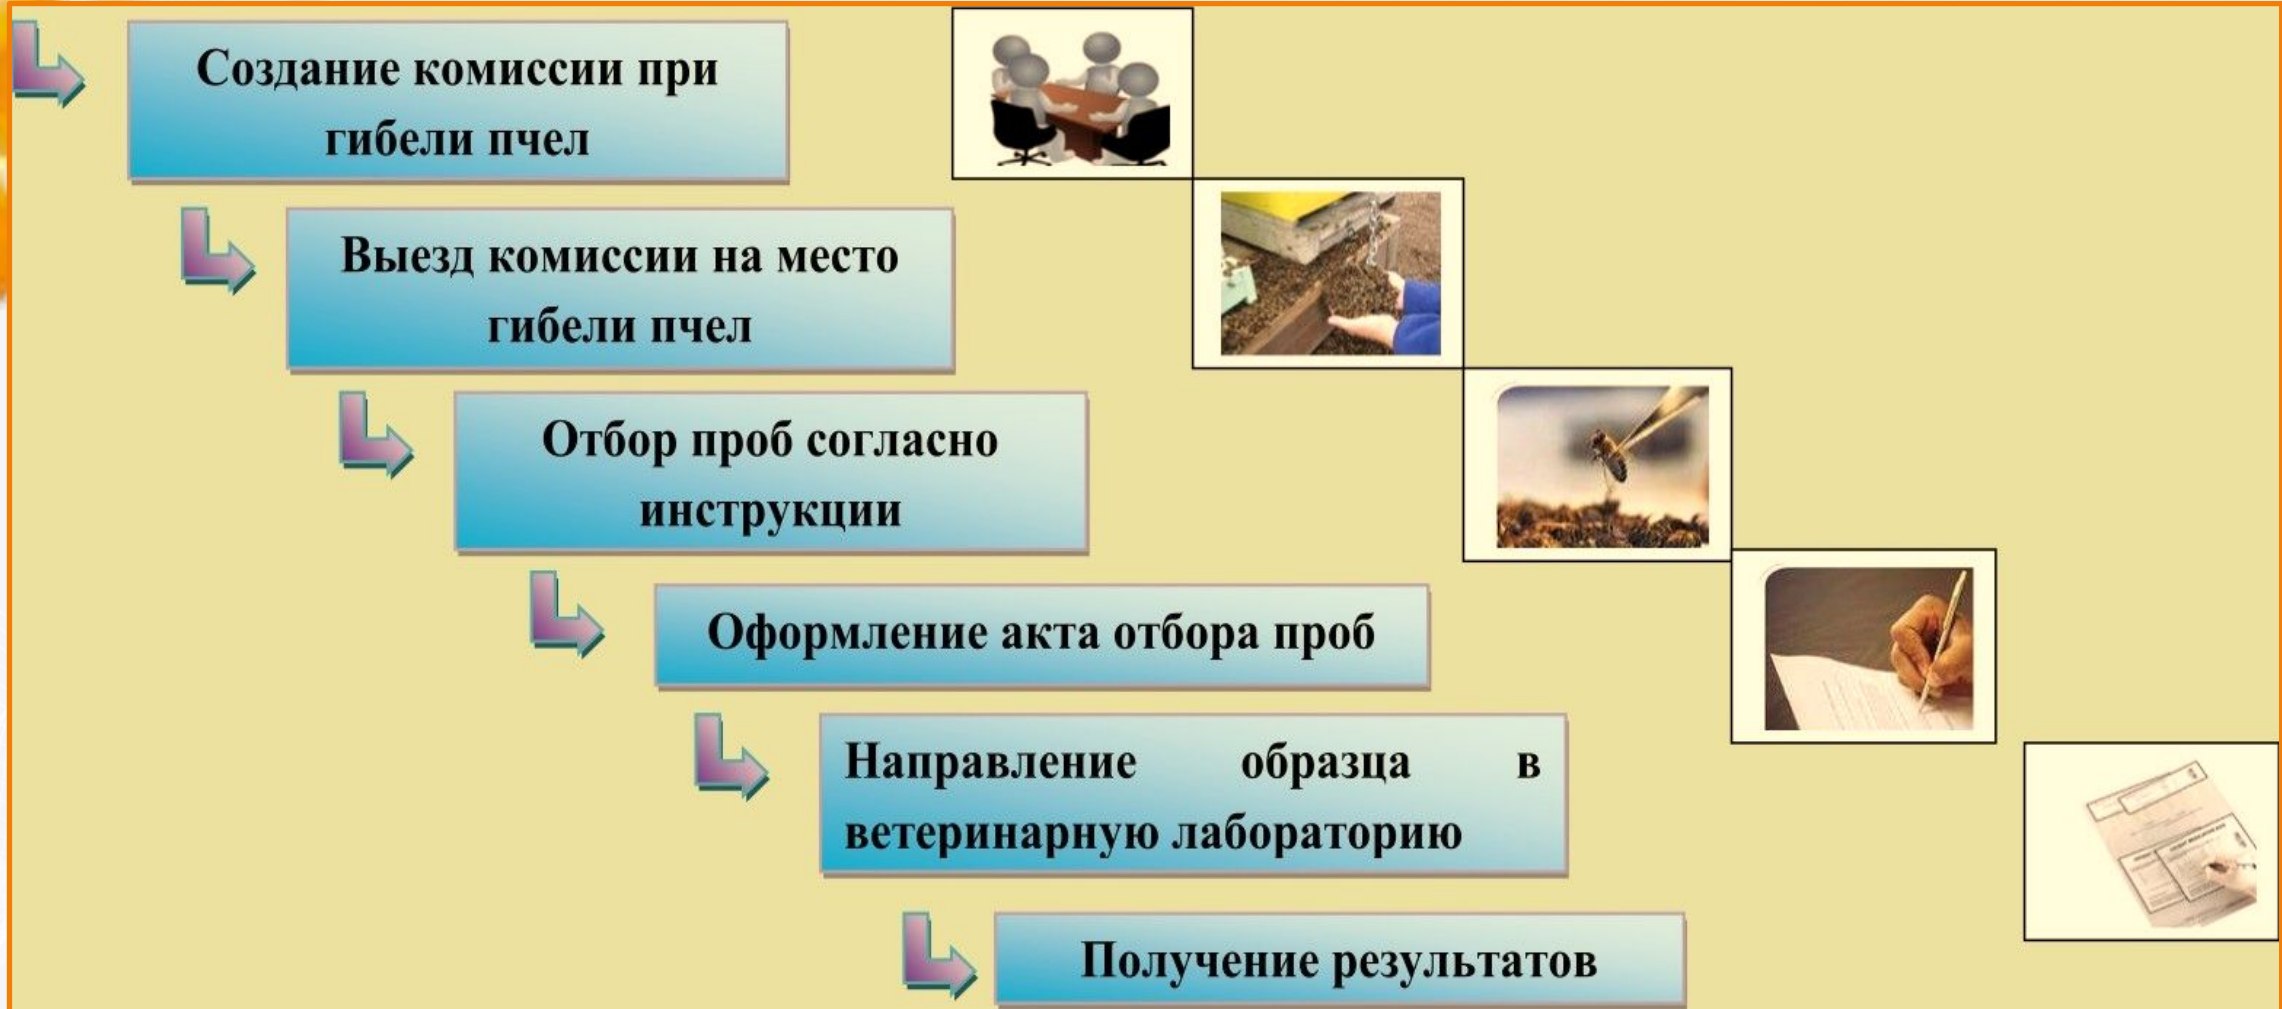 Создание комиссии при
гибели пчел
Выезд комиссии на место
гибели пчел
Отбор проб согласно
инструкции
Оформление акта отбора проб
Направление образца в
ветеринарную лабораторию
Получение результатов